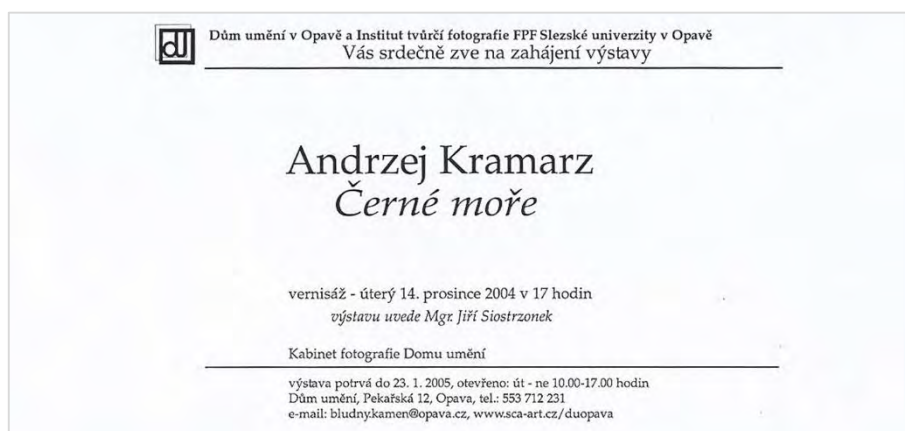 dU
Dům umění v Opavě a Institut tvůrčí fotografie FPF Slezské univerzity v Opavě
Vás srdečně zve na zahájení výstavy
Andrzej Kramarz
Černé moře
vernisáž - úterý 14. prosince 2004 v 17 hodin
výstavu uvede Mgr. Jiří Siostrzonek
Kabinet fotografie Domu umění
výstava potrvá do 23. 1. 2005, otevřeno: út - ne 10.00-17.00 hodin
Dům umění, Pekařská 12, Opava, tel.: 553 712 231
e-mail: bludny.kamen@opava.cz, www.sca-art.cz/duopava